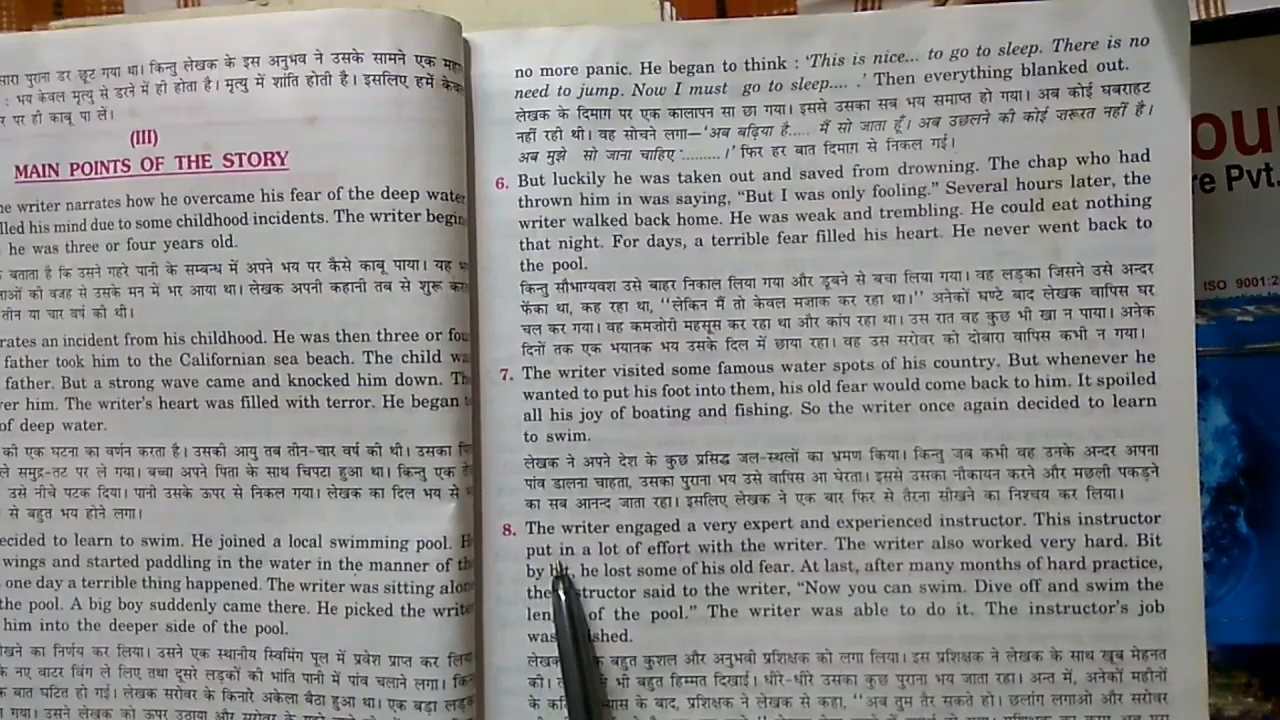 सारा पुराना डर छूट गया था। किन्तु लेखक के इस अनुभव ने उसके सामने एक
: भय केवल मृत्यु से डरने में ही होता है। मृत्यु में शांति होती है। इसलिए हमें
र पर ही काबू पा लें।
(III)
MAIN POINTS OF THE STORY
writer narrates how he overcame his fear of the deep water
lled his mind due to some childhood incidents. The writer
he was three or four years old.
बताता है कि उसने गहरे पानी के सम्बन्ध में अपने भय पर कैसे काबू पाया। यह
ओं की वजह से उसके मन में भर आया था। लेखक अपनी कहानी तब से शुरू
तीन या चार वर्ष की थी।
rates an incident from his childhood. He was then three or
father took him to the Californian sea beach. The child
father. But a strong wave came and knocked him down.
er him. The writer's heart was filled with terror. He began
of deep water.
की एक घटना का वर्णन करता है। उसकी आयु तब तीन-चार वर्ष की थी। उसका
ले समुद्र-तट पर ले गया। बच्चा अपने पिता के साथ चिपटा हुआ था। किन्तु एक
उसे नीचे पटक दिया। पानी उसके ऊपर से निकल गया। लेखक का दिल भय से
से बहुत भय होने लगा।
ecided to learn to swim. He joined a local swimming pool.
wings and started paddling in the water in the manner of
one day a terrible thing happened. The writer was sitting
the pool. A big boy suddenly came there. He picked the
him into the deeper side of the pool.
खने का निर्णय कर लिया। उसने एक स्थानीय स्विमिंग पूल में प्रवेश प्राप्त कर
के नए वाटर विंग ले लिए तथा दूसरे लड़कों की भांति पानी में पांव चलाने लगा।
क बात घटित हो गई। लेखक सरोवर के किनारे अकेला बैठा हुआ था। एक बड़ा
गया। उसने लेखक को ऊपर उठाया और सरोवर के
no more panic. He began to think : 'This is nice... to go to sleep. There is no
need to jump. Now I must go to sleep.... .' Then everything blanked out.
लेखक के दिमाग़ पर एक कालापन सा छा गया। इससे उसका सब भय समाप्त हो गया। अब कोई घबराहट
नहीं रही थी। वह सोचने लगा—'अब बढ़िया है..... मैं सो जाता हूँ। अब उछलने की कोई ज़रूरत नहीं है।
अब मुझे सो जाना चाहिए .........।' फिर हर बात दिमाग़ से निकल गई।
6. But luckily he was taken out and saved from drowning. The chap who had
thrown him in was saying, "But I was only fooling." Several hours later, the
writer walked back home. He was weak and trembling. He could eat nothing
that night. For days, a terrible fear filled his heart. He never went back to
the pool.
किन्तु सौभाग्यवश उसे बाहर निकाल लिया गया और डूबने से बचा लिया गया। वह लड़का जिसने उसे अन्दर
फेंका था, कह रहा था, "लेकिन मैं तो केवल मज़ाक कर रहा था।" अनेकों घण्टे बाद लेखक वापिस घर
चल कर गया। वह कमजोरी महसूस कर रहा था और कांप रहा था। उस रात वह कुछ भी खा न पाया। अनेक
दिनों तक एक भयानक भय उसके दिल में छाया रहा। वह उस सरोवर को दोबारा वापिस कभी न गया।
7. The writer visited some famous water spots of his country. But whenever he
wanted to put his foot into them, his old fear would come back to him. It spoiled
all his joy of boating and fishing. So the writer once again decided to learn
to swim.
लेखक ने अपने देश के कुछ प्रसिद्ध जल-स्थलों का भ्रमण किया। किन्तु जब कभी वह उनके अन्दर अपना
पांव डालना चाहता, उसका पुराना भय उसे वापिस आ घेरता। इससे उसका नौकायन करने और मछली पकड़ने
का सब आनन्द जाता रहा। इसलिए लेखक ने एक बार फिर से तैरना सीखने का निश्चय कर लिया।
8. The writer engaged a very expert and experienced instructor. This instructor
put in a lot of effort with the writer. The writer also worked very hard. Bit
by he lost some of his old fear. At last, after many months of hard practice,
the structor said to the writer, "Now you can swim. Dive off and swim the
len of the pool." The writer was able to do it. The instructor's job
was shed.
लेखक बहुत कुशल और अनुभवी प्रशिक्षक को लगा लिया। इस प्रशिक्षक ने लेखक के साथ खूब मेहनत
की। भी बहुत हिम्मत दिखाई। धीरे-धीरे उसका कुछ पुराना भय जाता रहा। अन्त में, अनेकों महीनों
के बाद, प्रशिक्षक ने लेखक से कहा, "अब तुम तैर सकते हो। छलांग लगाओ और सरोवर
ou
re Pvt.
ISO 9001:2